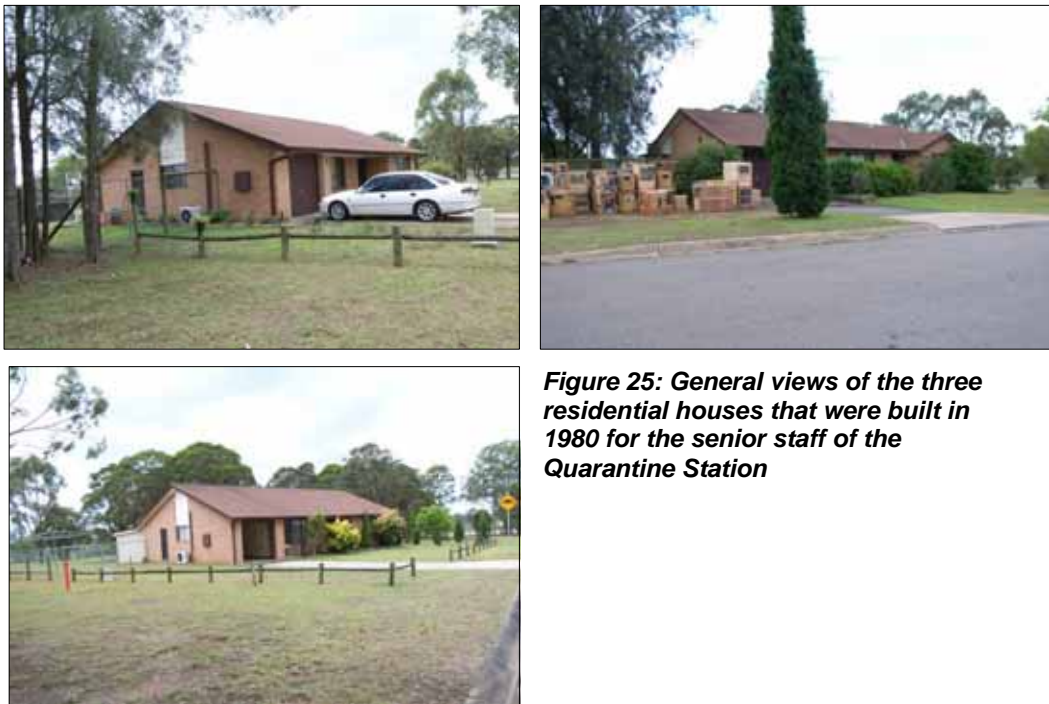 Figure 25: General views of the three
residential houses that were built in
1980 for the senior staff of the
Quarantine Station